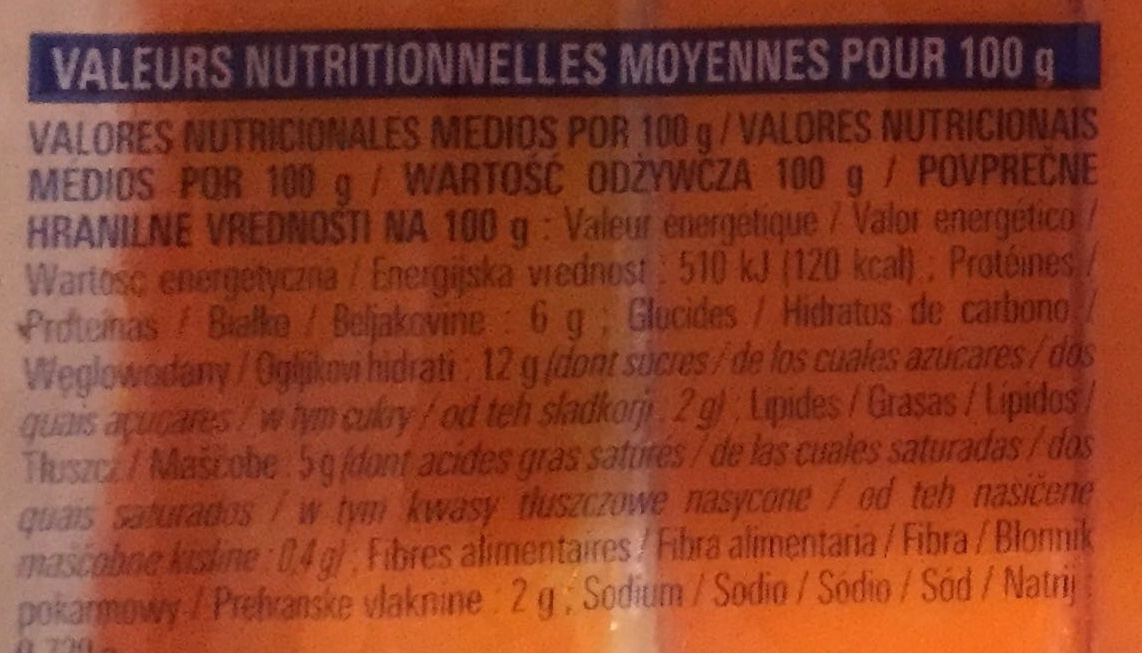 VALEURS NUTRITIONNELLES MOYENNES POUR 100 g
VALORES NUTRICIONALES MEDIOS POR 100 g / VALORES NUTRICIONAIS
MÉDIOS POR 100 g / WARTOŚĆ ODŻYWCZA 100 g / POVPREČNE
HRANILNE VREDNOSTI NA 100 g : Valeur énergétique / Valor energético /
Wartość energetyczna / Energijska vrednost : 510 kJ (120 kcal) ; Protéines /
Proteínas / Białko / Beljakovine : 6 g ; Glucides / Hidratos de carbono /
Węglowodany / Ogljikovi hidrati : 12 g (dont sucres / de los cuales azúcares / dos
quais açucares / w tym cukry / od teh sladkorji : 2 g) ; Lipides / Grasas / Lípidos /
Tłuszcz / Maščobe : 5 g (dont acides gras saturés / de las cuales saturadas / dos
quais saturados / w tym kwasy tłuszczowe nasycone / od teh nasičene
maščobne kisline : 0,4 g) ; Fibres alimentaires / Fibra alimentaria / Fibra / Błonnik
pokarmowy / Prehranske vlaknine : 2 g ; Sodium / Sodio / Sódio / Sód / Natrij :